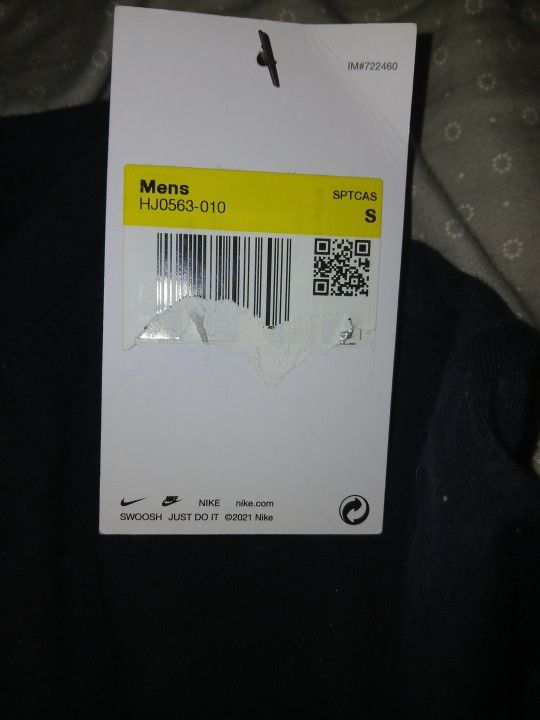 IM#722460
Mens
SPTCAS
HJ0563-010
S
NIKE nike.com
SWOOSH JUST DO IT ©2021 Nike